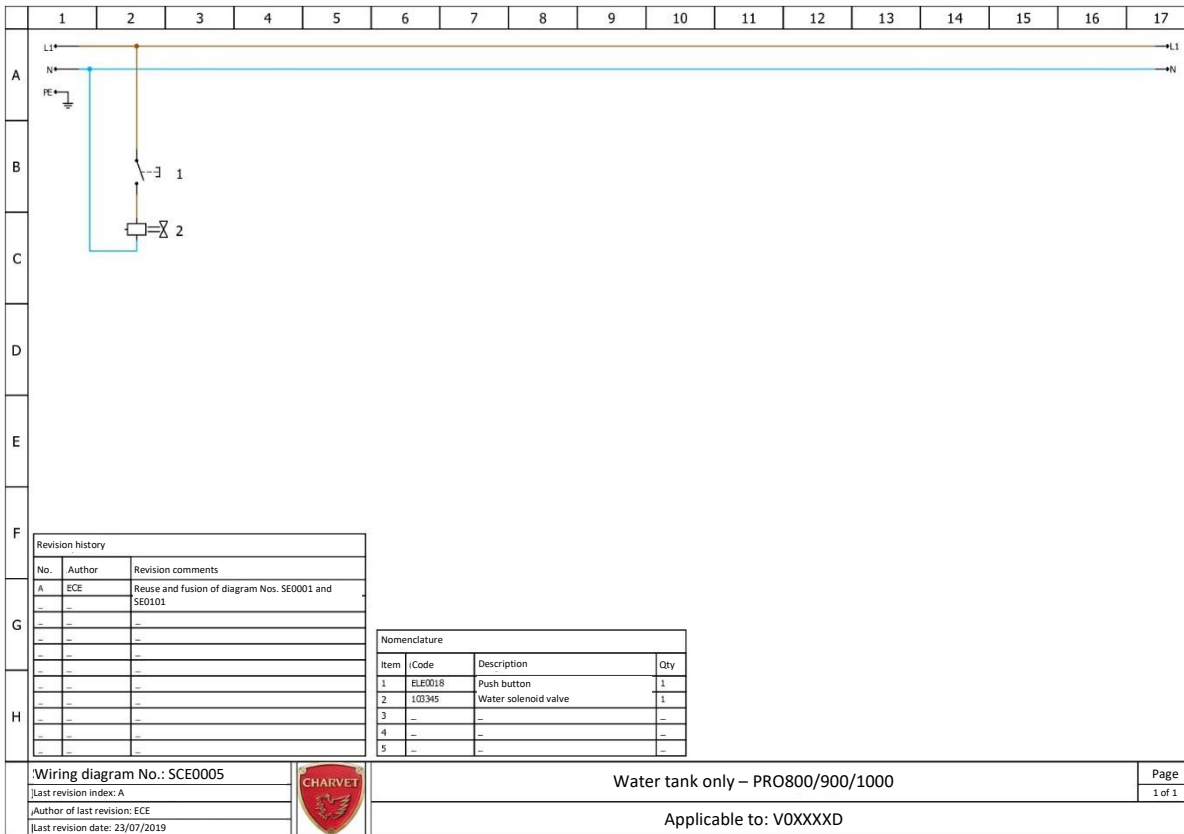 1 2 3 4 5 6 7 8 9 10 11 12 13 14 15 16 17
A
L1 L1
N N
PE
B
1
2
C
D
E
F
G
H
Revision history
No. Author Revision comments
A ECE Reuse and fusion of diagram Nos. SE0001 and
_ _ SE0101
_ _ _
_ _ _
_ _ _
_ _ _
_ _ _
_ _ _
_ _ _
_ _ _
_ _ _
Nomenclature
Item Code Description Qty
1 ELE0018 Push button 1
2 103345 Water solenoid valve 1
3 _ _ _
4 _ _ _
5 _ _ _
Wiring diagram No.: SCE0005
Last revision index: A
Author of last revision: ECE
Last revision date: 23/07/2019
CHARVET
Water tank only – PRO800/900/1000
Applicable to: V0XXXXD
Page
1 of 1